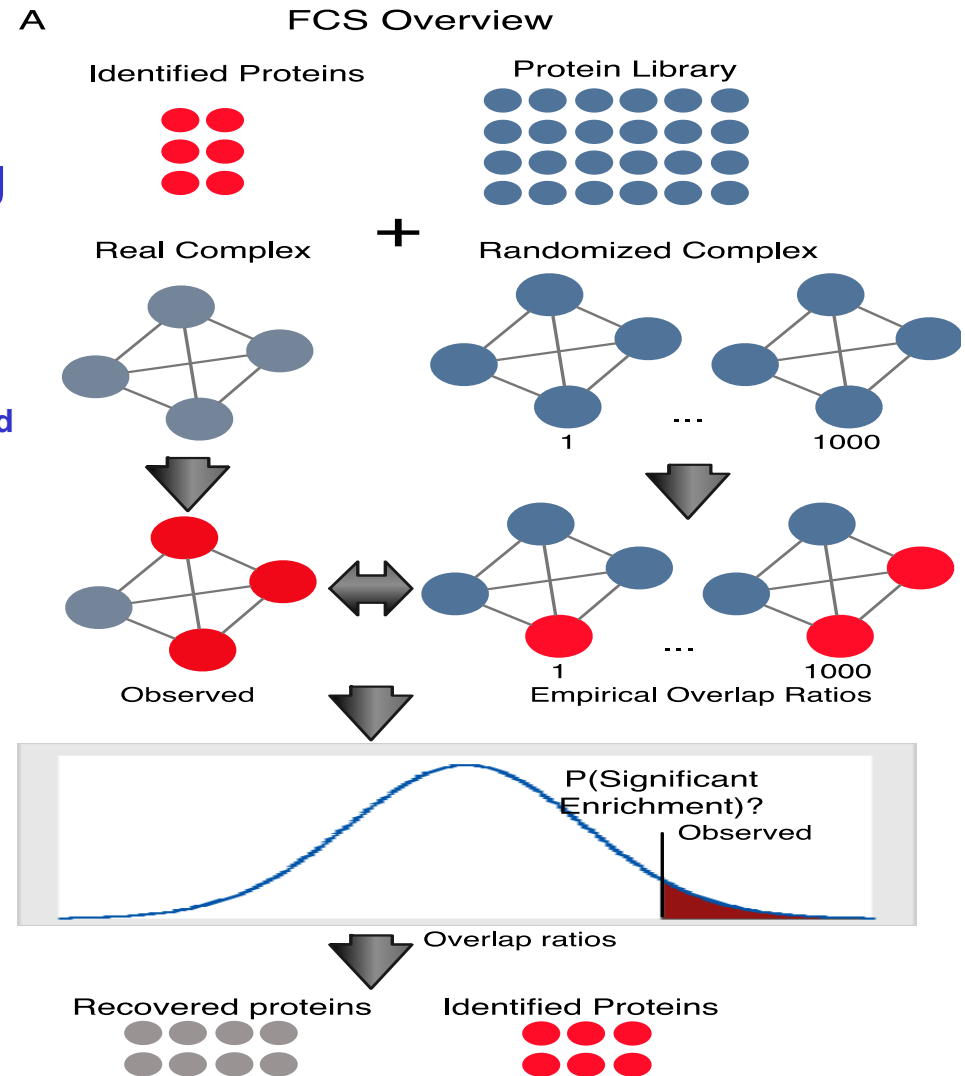 A FCS Overview
Identified Proteins
Protein Library
g
+
Real Complex
Randomized Complex
d
1 ... 1000
Observed
1 ... 1000
Empirical Overlap Ratios
P(Significant
Enrichment)?
Observed
Overlap ratios
Recovered proteins
Identified Proteins